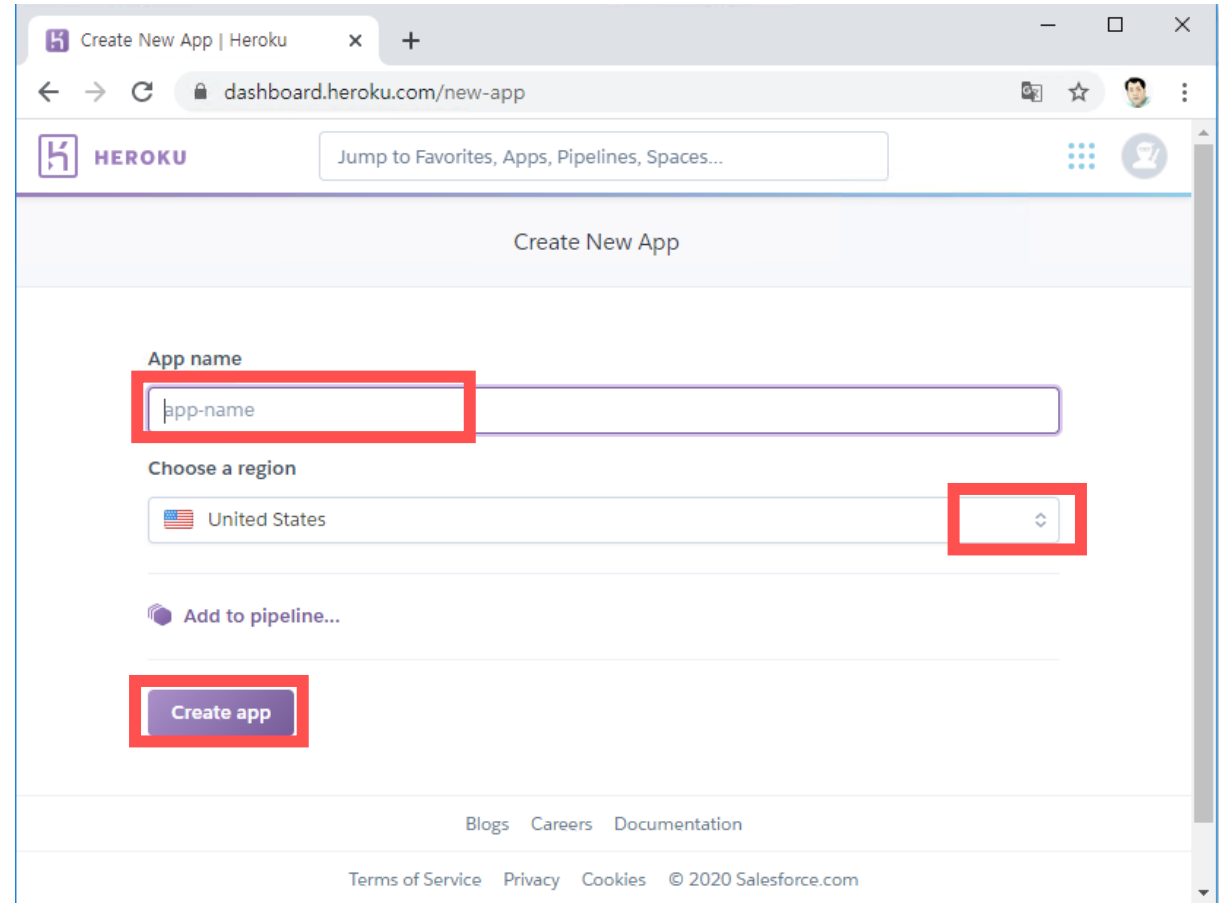 Create New App | Heroku
dashboard.heroku.com/new-app
HEROKU
Jump to Favorites, Apps, Pipelines, Spaces...
Create New App
App name
app-name
Choose a region
United States
Add to pipeline...
Create app
Blogs Careers Documentation
Terms of Service Privacy Cookies © 2020 Salesforce.com